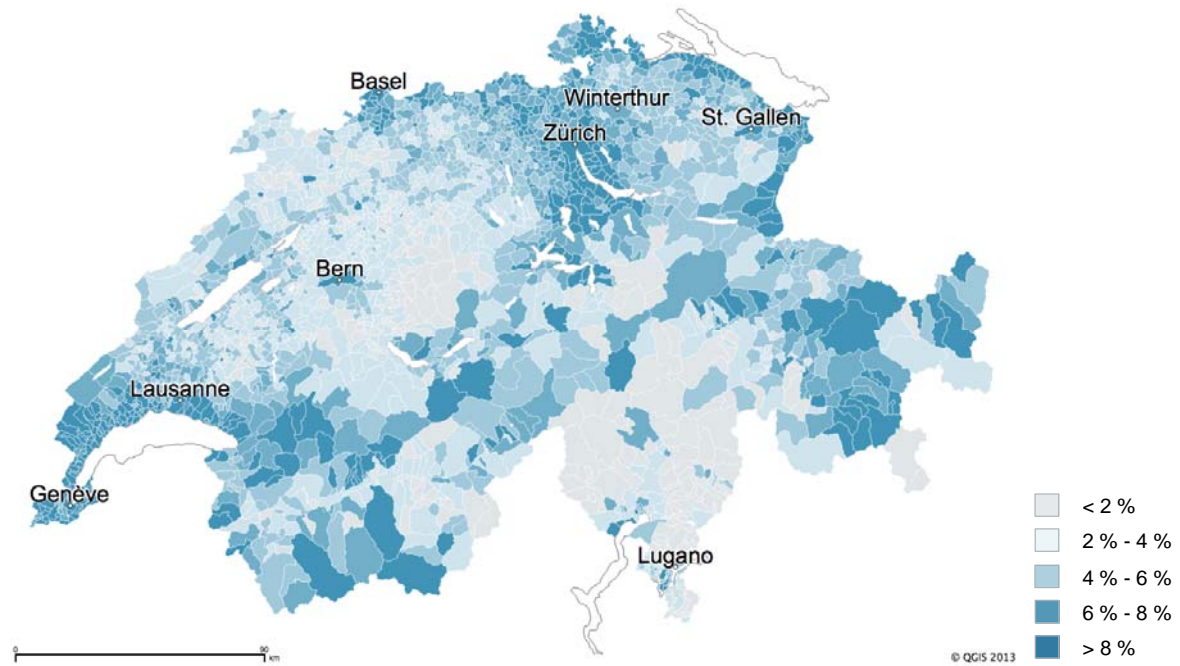 Basel
Winterthur
St. Gallen
Zürich
Bern
Lausanne
Genève
Lugano
< 2 %
2 % - 4 %
4 % - 6 %
6 % - 8 %
> 8 %
0
90
km
© QGIS 2013